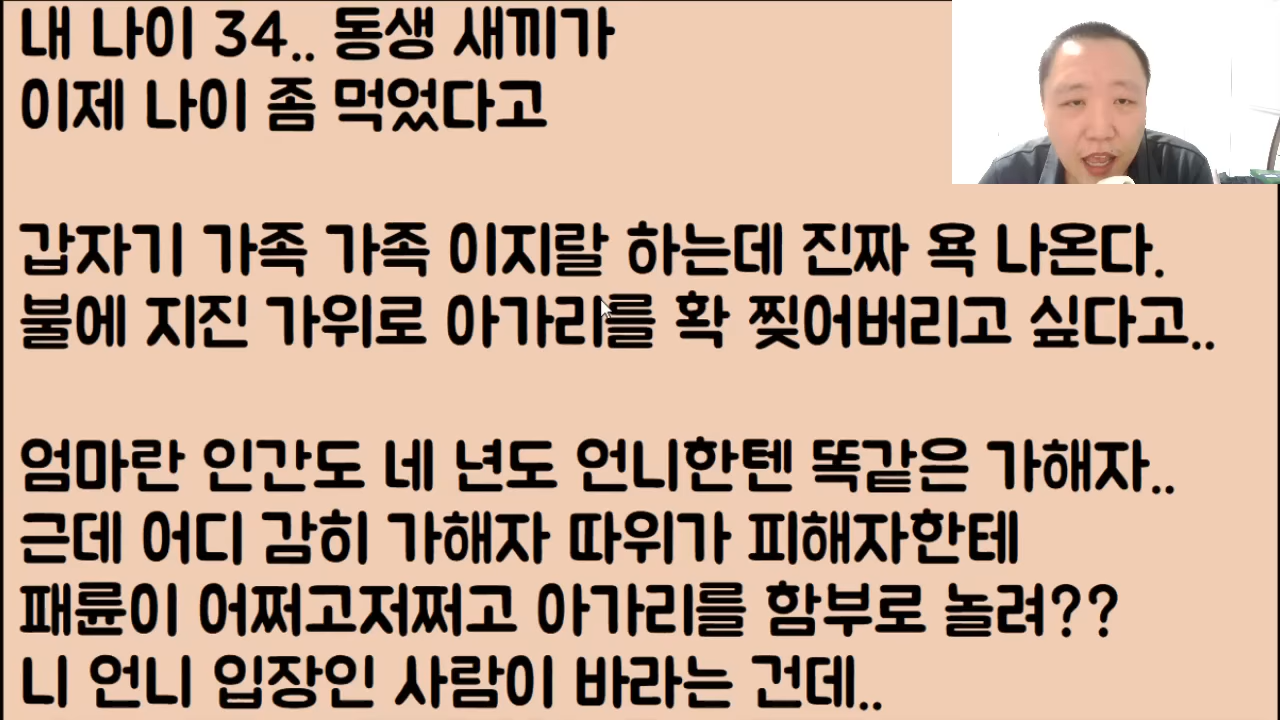 내 나이 34.. 동생 새끼가
이제 나이 좀 먹었다고
갑자기 가족 가족 이지랄 하는데 진짜 욕 나온다.
불에 지진 가위로 아가리를 확 찢어버리고 싶다고..
엄마란 인간도 네 년도 언니한텐 똑같은 가해자..
근데 어디 감히 가해자 따위가 피해자한테
패륜이 어쩌고저쩌고 아가리를 함부로 놀려??
니 언니 입장인 사람이 바라는 건데..